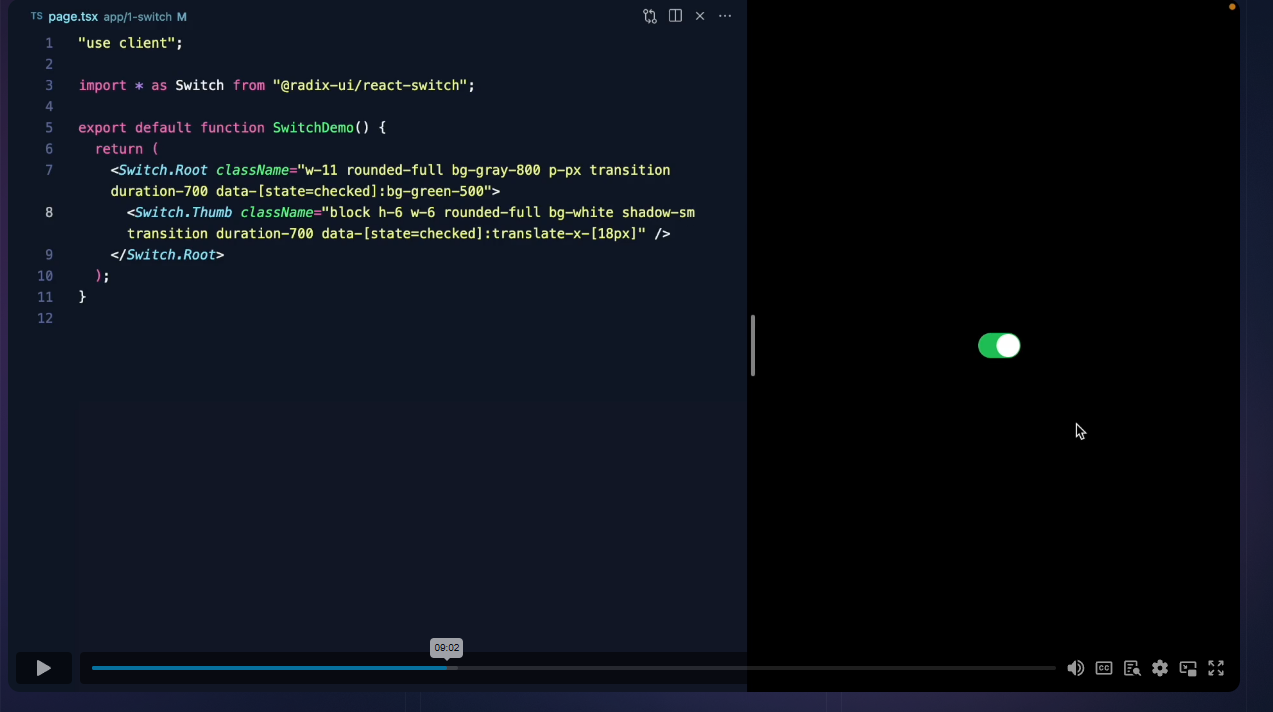 TS page.tsx app/1-switch M
1 "use client";
2
3 import * as Switch from "@radix-ui/react-switch";
4
5 export default function SwitchDemo() {
6 return (
7 <Switch.Root className="w-11 rounded-full bg-gray-800 p-px transition
duration-700 data-[state=checked]:bg-green-500">
8 <Switch.Thumb className="block h-6 w-6 rounded-full bg-white shadow-sm
transition duration-700 data-[state=checked]:translate-x-[18px]" />
9 </Switch.Root>
10 );
11 }
12
09:02
CC